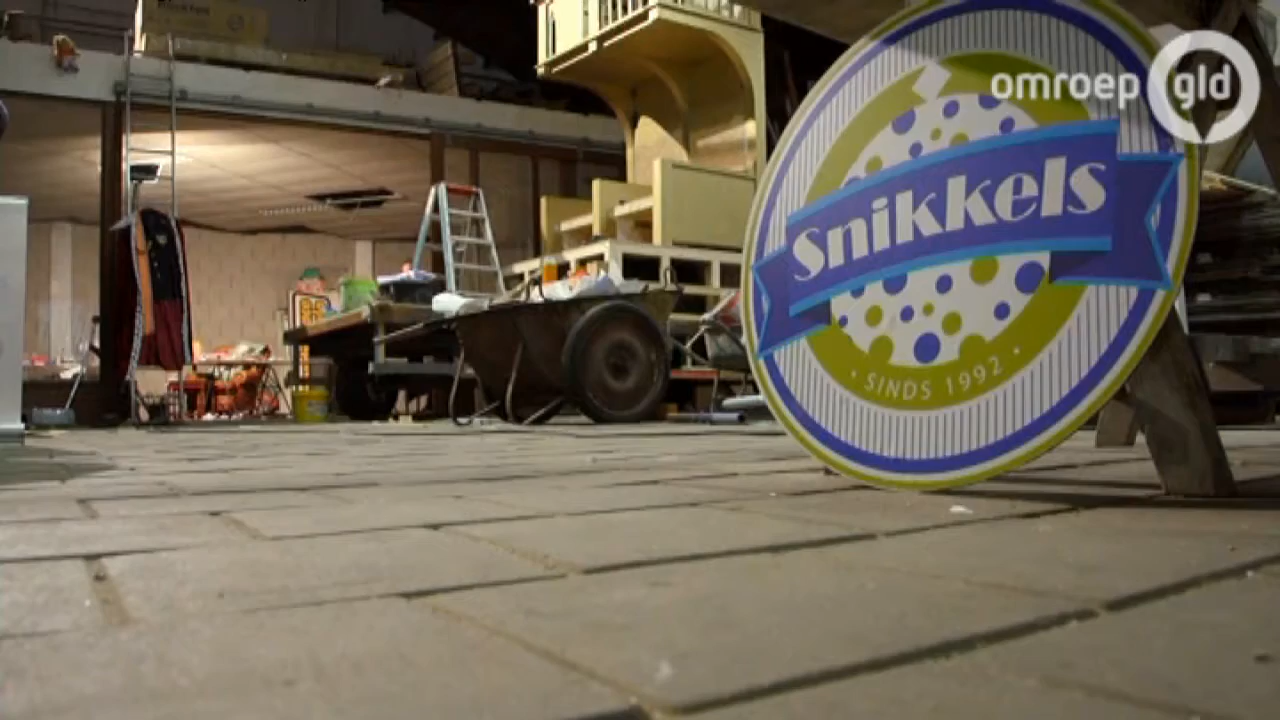 omroep gld
Snikkels
• SINDS 1992 •